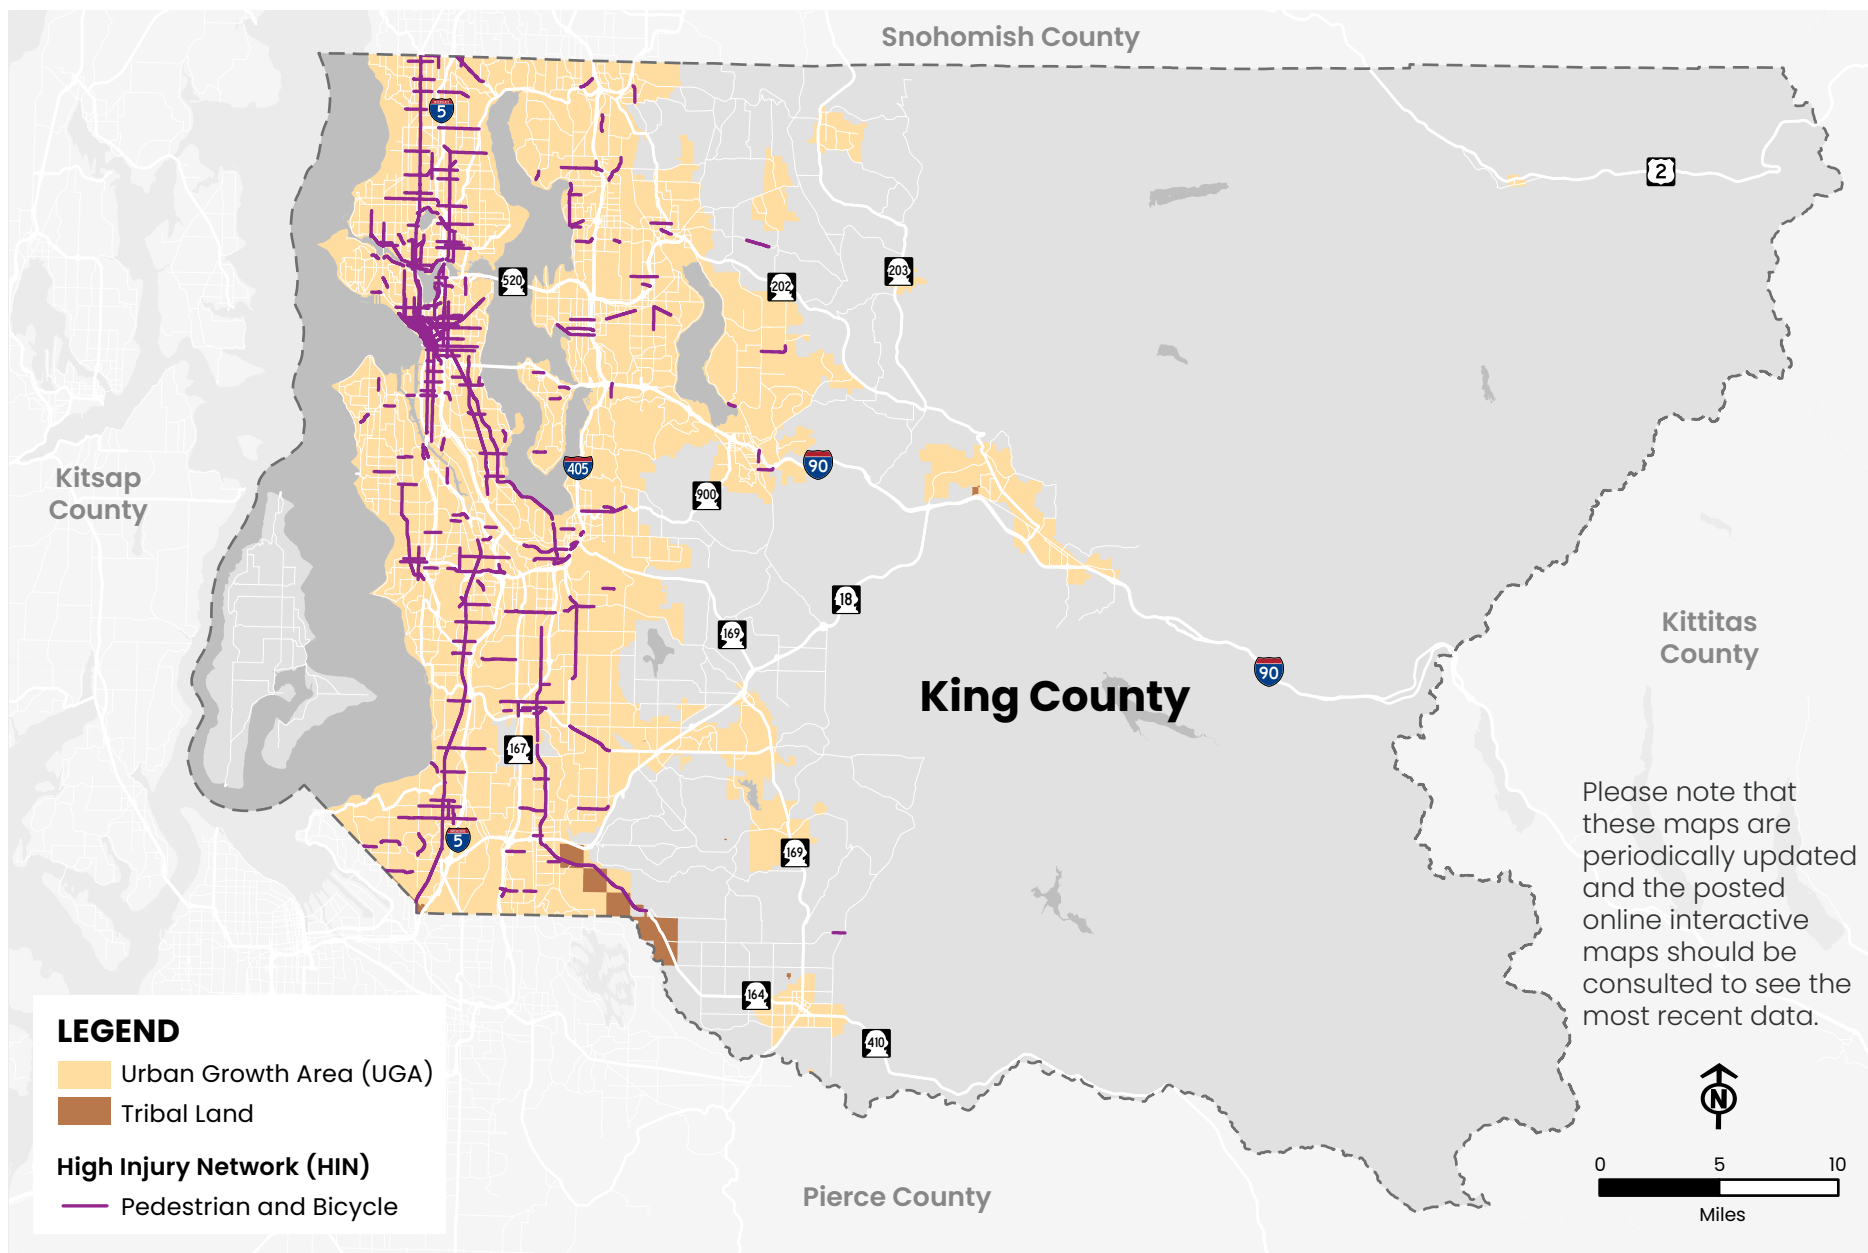 Snohomish County
5
2
520
202
203
Kitsap
County
405
90
900
18
169
Kittitas
County
90
King County
167
5
169
Please note that
these maps are
periodically updated
and the posted
online interactive
maps should be
consulted to see the
most recent data.
164
410
LEGEND
Urban Growth Area (UGA)
Tribal Land
High Injury Network (HIN)
Pedestrian and Bicycle
Pierce County
N
0 5 10
Miles